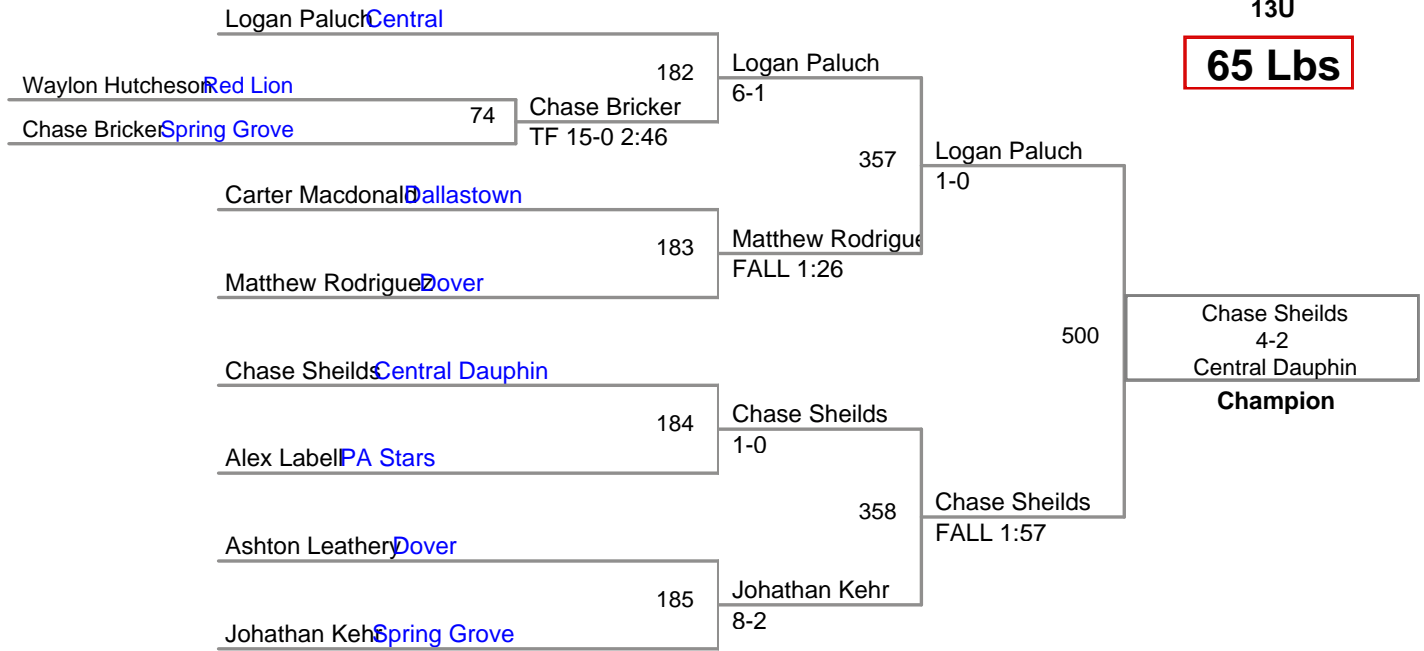 13U
65 Lbs
Logan Paluch Central
182
Logan Paluch
6-1
Waylon Hutcheson Red Lion
74
Chase Bricker
TF 15-0 2:46
Chase Bricker Spring Grove
357
Logan Paluch
1-0
Carter Macdonald Dallastown
183
Matthew Rodrigue
FALL 1:26
Matthew Rodriguez Dover
500
Chase Sheilds
4-2
Central Dauphin
Champion
Chase Sheilds Central Dauphin
184
Chase Sheilds
1-0
Alex Labell PA Stars
358
Chase Sheilds
FALL 1:57
Ashton Leathery Dover
185
Johathan Kehr
8-2
Johathan Kehr Spring Grove